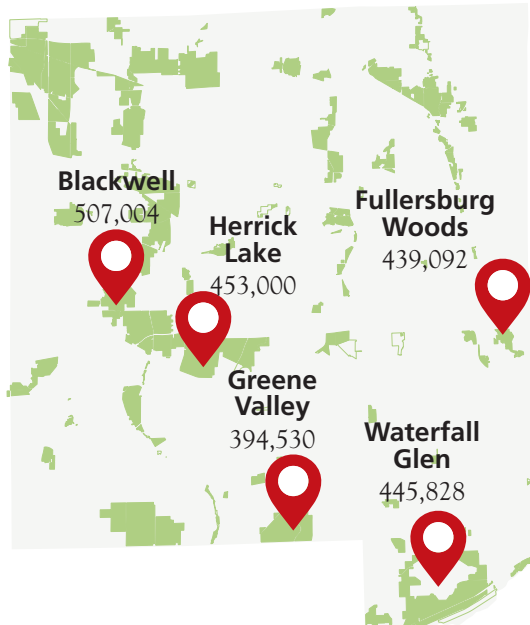 Blackwell
507,004
Herrick
Lake
453,000
Fullersburg
Woods
439,092
Greene
Valley
394,530
Waterfall
Glen
445,828